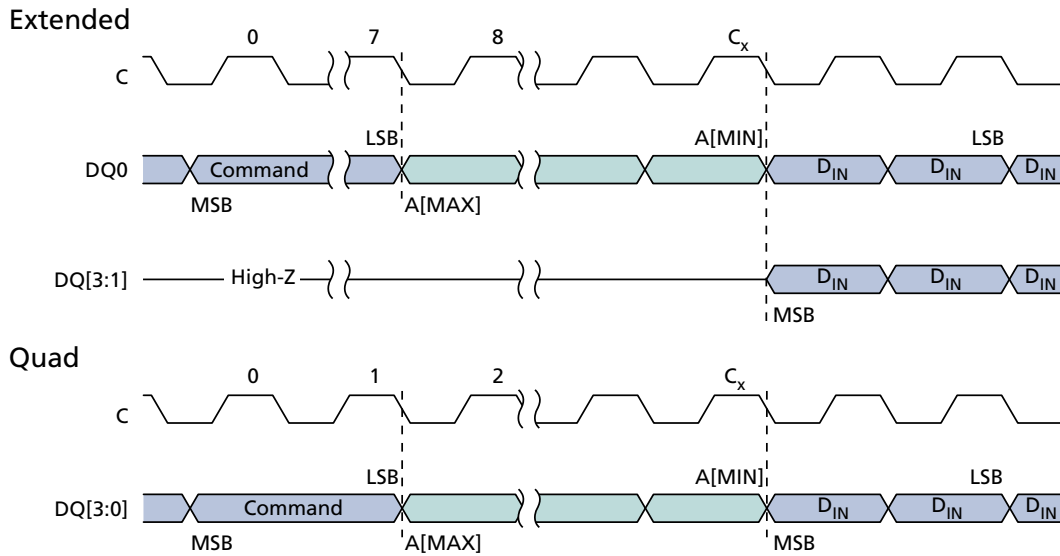 Extended
0 7 8 Cx
C
LSB A[MIN] LSB
DQ0 Command DIN DIN DIN
MSB A[MAX]
DQ[3:1] High-Z DIN DIN DIN
MSB
Quad
0 1 2 Cx
C
LSB A[MIN] LSB
DQ[3:0] Command DIN DIN DIN
MSB A[MAX] MSB